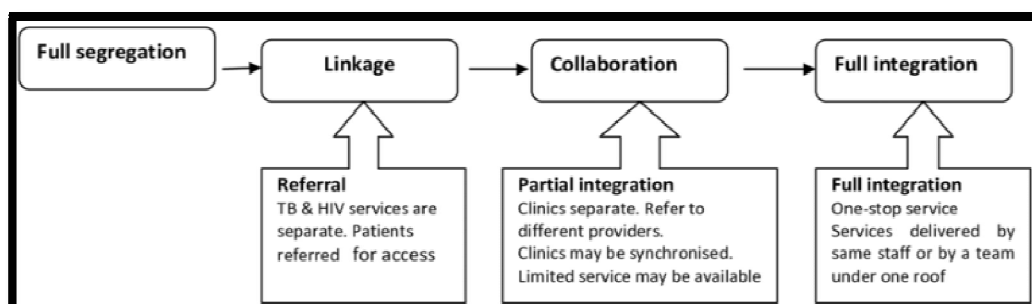 Full segregation
Linkage
Collaboration
Full integration
Referral
TB & HIV services are
separate. Patients
referred for access
Partial integration
Clinics separate. Refer to
different providers.
Clinics may be synchronised.
Limited service may be available
Full integration
One-stop service
Services delivered by
same staff or by a team
under one roof